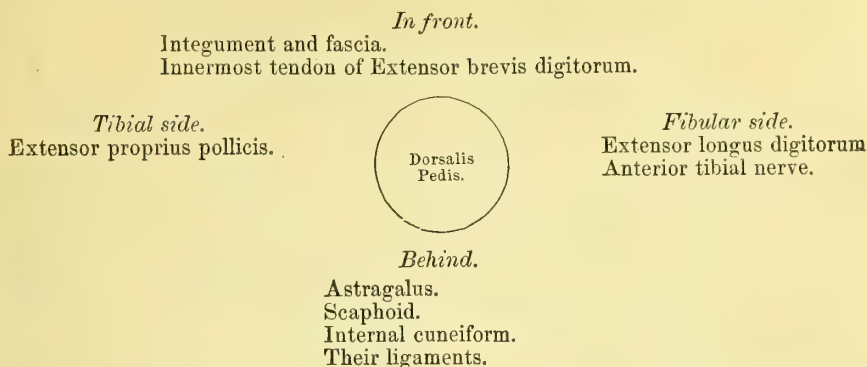 In front.
Integument and fascia.
Innermost tendon of Extensor brevis digitorum.
Tibial side.
Extensor proprius pollicis.
Dorsalis
Pedis.
Fibular side.
Extensor longus digitorum
Anterior tibial nerve.
Behind.
Astragalus.
Scaphoid.
Internal cuneiform.
Their ligaments.